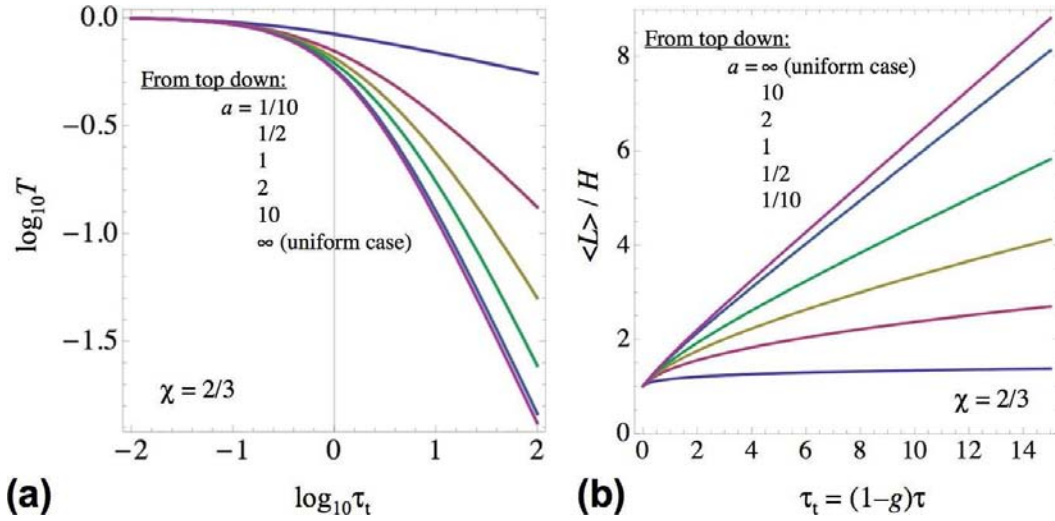 0.0
−0.5
−1.0
−1.5
log10T
From top down:
a = 1/10
1/2
1
2
10
∞ (uniform case)
χ = 2/3
−2
−1
0
1
2
log10τt
(a)
8
6
4
2
0
<L> / H
From top down:
a = ∞ (uniform case)
10
2
1
1/2
1/10
χ = 2/3
0
2
4
6
8
10
12
14
τt = (1–g)τ
(b)